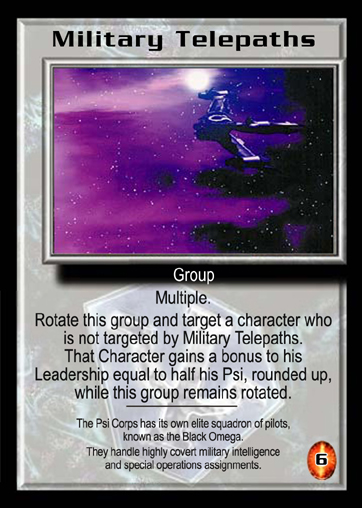 Military Telepaths
Group
Multiple.
Rotate this group and target a character who
is not targeted by Military Telepaths.
That Character gains a bonus to his
Leadership equal to half his Psi, rounded up,
while this group remains rotated.
The Psi Corps has its own elite squadron of pilots,
known as the Black Omega.
They handle highly covert military intelligence
and special operations assignments.
6